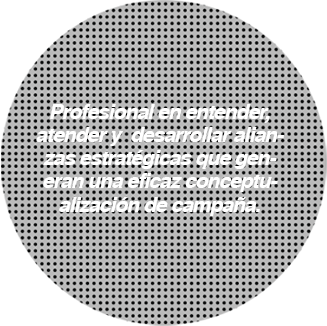 Profesional en entender,
atender y desarrollar alian-
zas estratégicas que gen-
eran una eficaz conceptu-
alización de campaña.